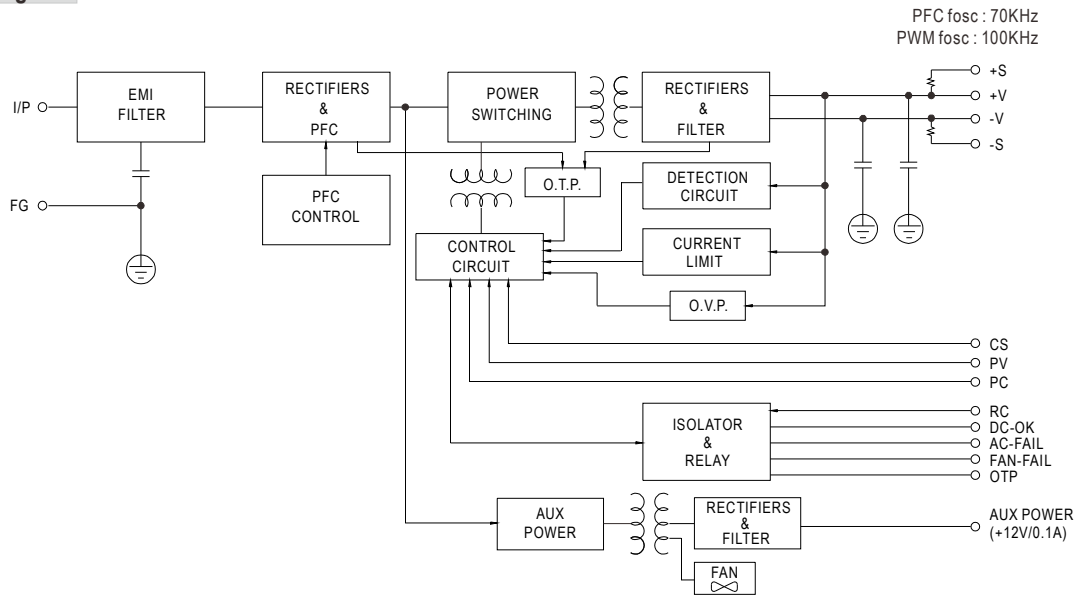 PFC fosc : 70KHz
PWM fosc : 100KHz
I/P
EMI
FILTER
RECTIFIERS
&
PFC
POWER
SWITCHING
RECTIFIERS
&
FILTER
+S
+V
-V
-S
FG
PFC
CONTROL
O.T.P.
DETECTION
CIRCUIT
CONTROL
CIRCUIT
CURRENT
LIMIT
O.V.P.
CS
PV
PC
ISOLATOR
&
RELAY
RC
DC-OK
AC-FAIL
FAN-FAIL
OTP
AUX
POWER
RECTIFIERS
&
FILTER
AUX POWER
(+12V/0.1A)
FAN